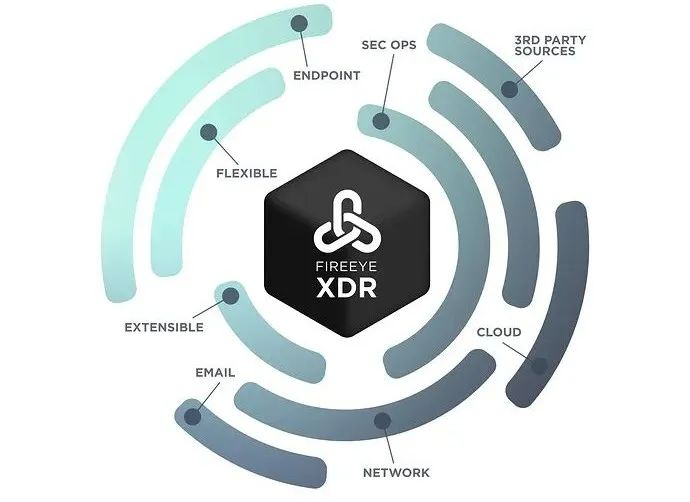 ENDPOINT
SEC OPS
3RD PARTY
SOURCES
FLEXIBLE
FIREEYE
XDR
EXTENSIBLE
CLOUD
EMAIL
NETWORK